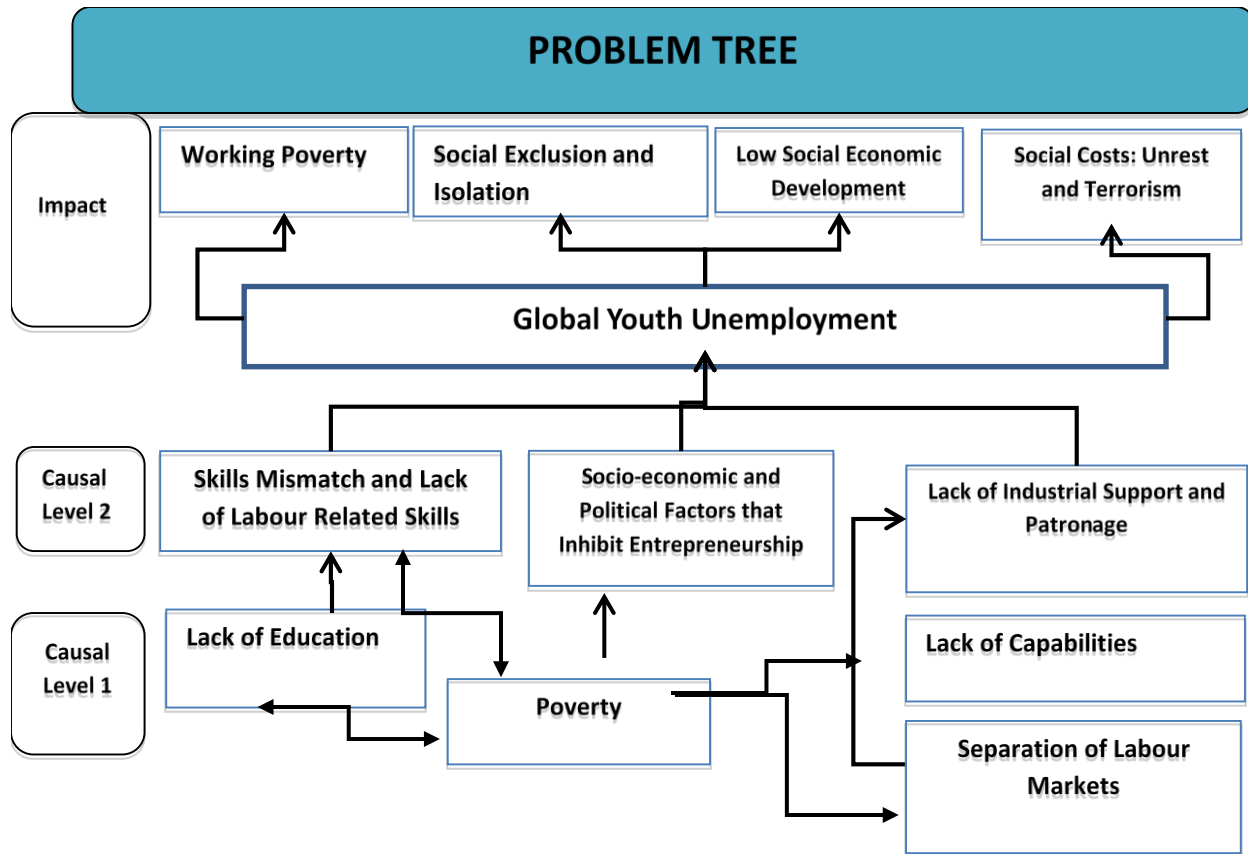 PROBLEM TREE
Impact
Working Poverty
Social Exclusion and
Isolation
Low Social Economic
Development
Social Costs: Unrest
and Terrorism
Global Youth Unemployment
Causal
Level 2
Skills Mismatch and Lack
of Labour Related Skills
Socio-economic and
Political Factors that
Inhibit Entrepreneurship
Lack of Industrial Support and
Patronage
Causal
Level 1
Lack of Education
Poverty
Lack of Capabilities
Separation of Labour
Markets